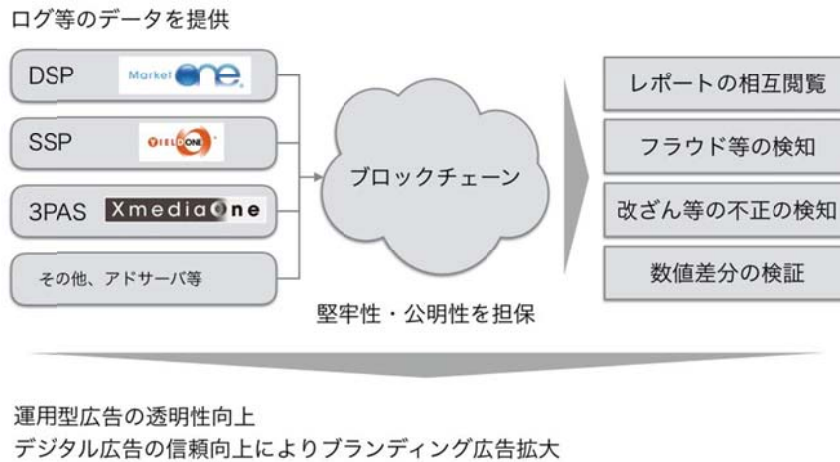 ログ等のデータを提供
DSP Market One
SSP YIELD ONE
3PAS XmediaOne
その他、アドサーバ等
ブロックチェーン
堅牢性・公明性を担保
レポートの相互閲覧
フラウド等の検知
改ざん等の不正の検知
数値差分の検証
運用型広告の透明性向上
デジタル広告の信頼向上によりブランディング広告拡大